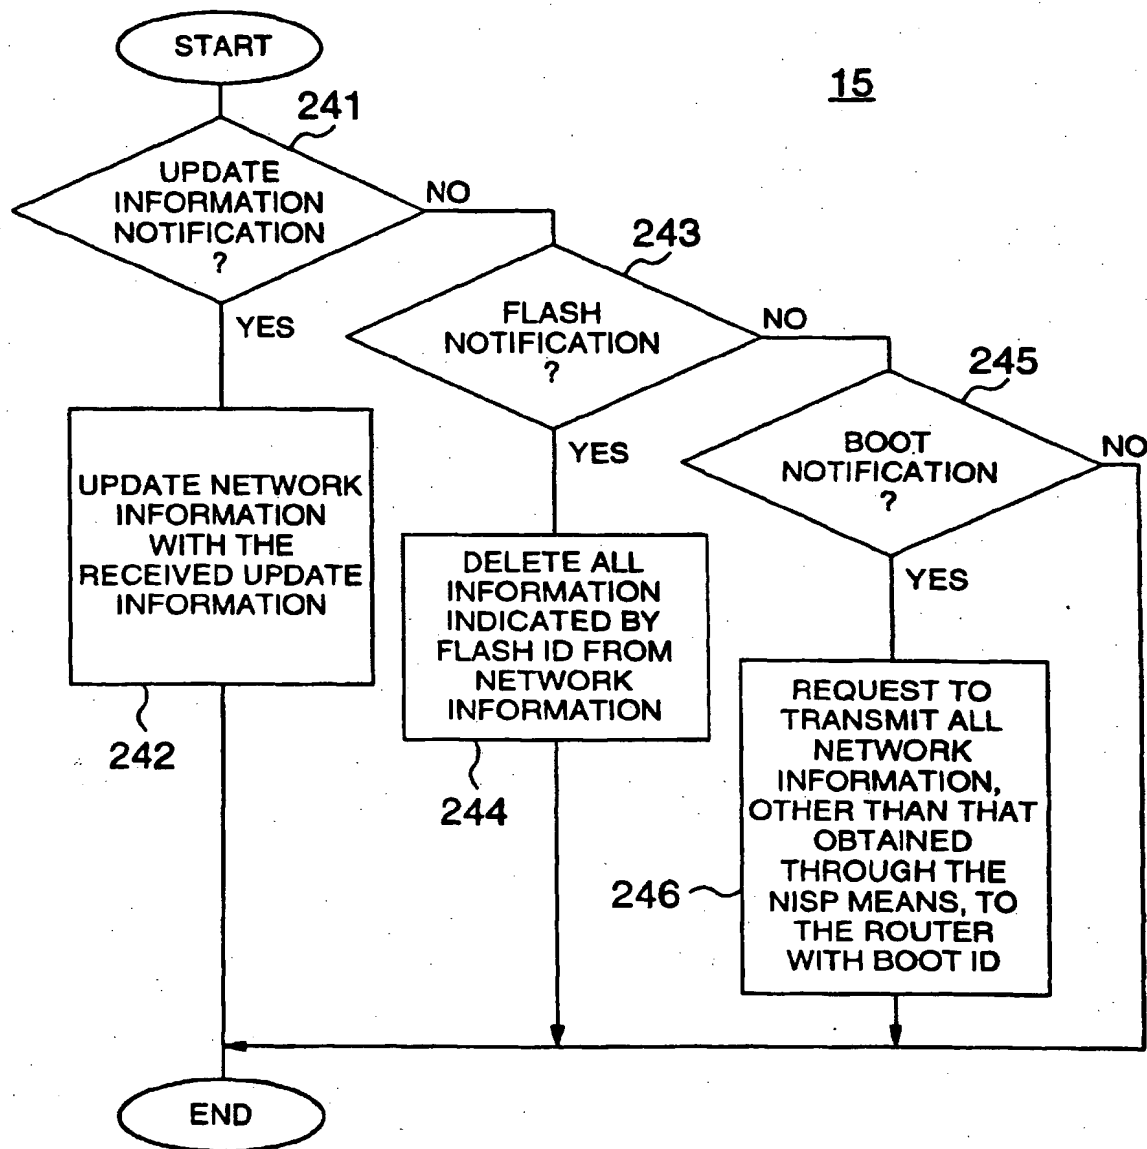 START
15
241
UPDATE
INFORMATION
NOTIFICATION
?
NO
YES
243
FLASH
NOTIFICATION
?
NO
YES
245
BOOT
NOTIFICATION
?
NO
YES
UPDATE NETWORK
INFORMATION
WITH THE
RECEIVED UPDATE
INFORMATION
242
DELETE ALL
INFORMATION
INDICATED BY
FLASH ID FROM
NETWORK
INFORMATION
244
REQUEST TO
TRANSMIT ALL
NETWORK
INFORMATION,
OTHER THAN THAT
OBTAINED
THROUGH THE
NISP MEANS, TO
THE ROUTER
WITH BOOT ID
246
END